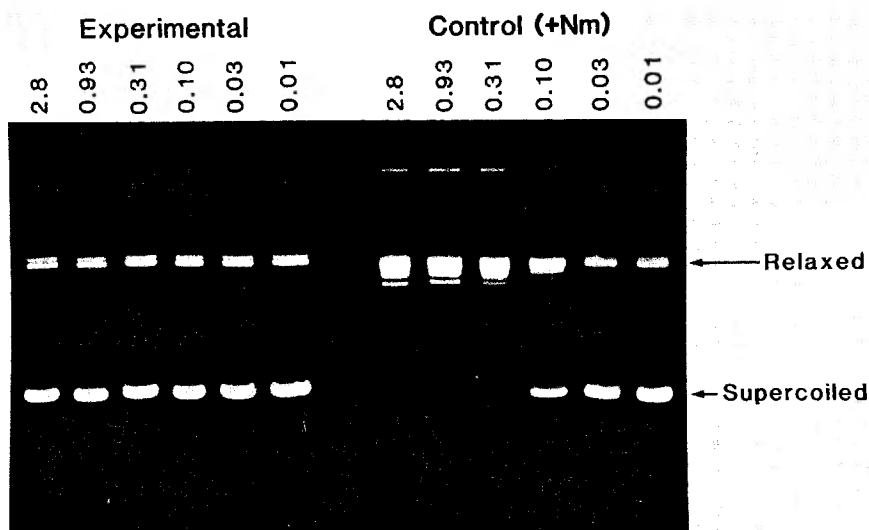 Experimental Control (+Nm)
2.8 0.93 0.31 0.10 0.03 0.01 2.8 0.93 0.31 0.10 0.03 0.01
Relaxed
Supercoiled